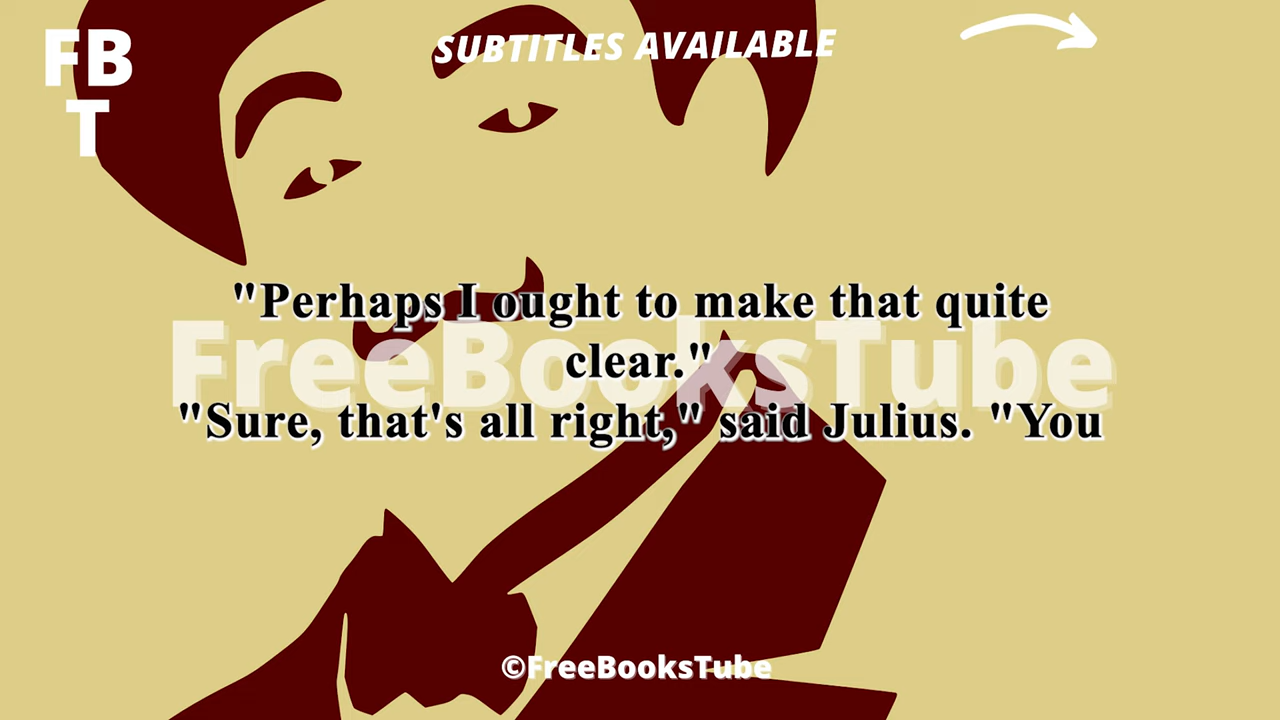 FB
T
SUBTITLES AVAILABLE
"Perhaps I ought to make that quite
clear."
FreeBooksTube
"Sure, that's all right," said Julius. "You
©FreeBooksTube